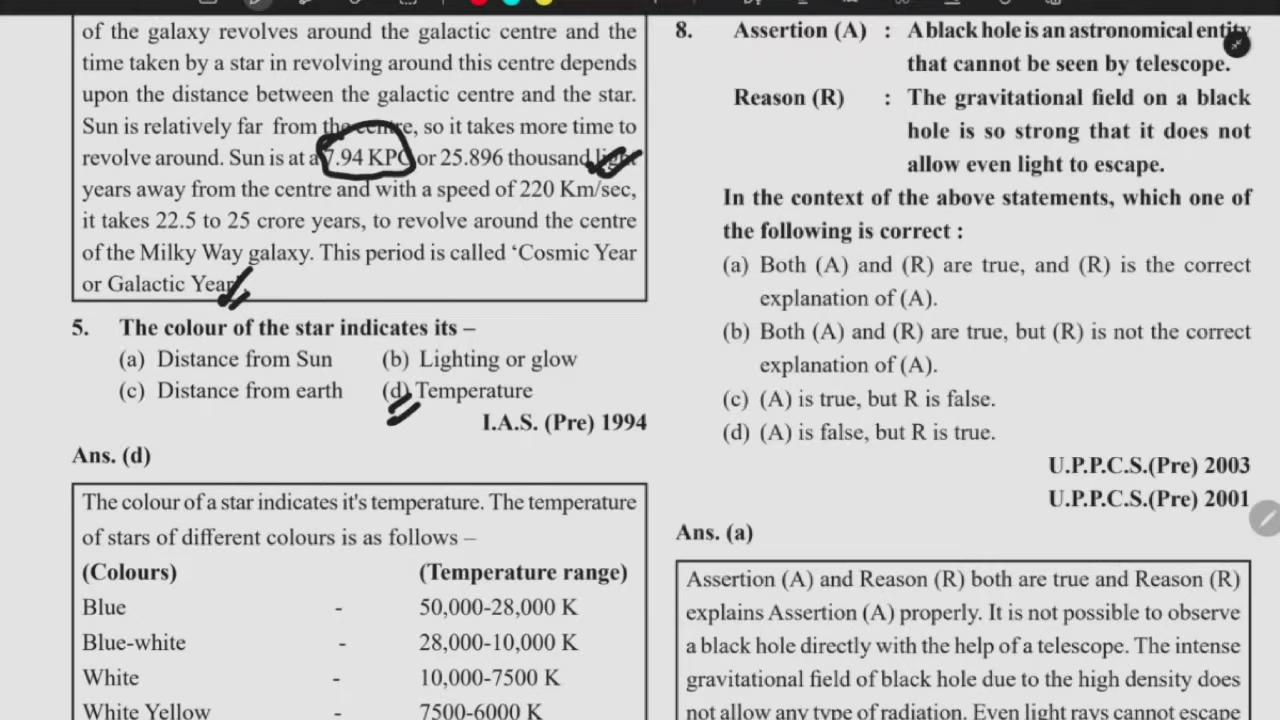 of the galaxy revolves around the galactic centre and the
time taken by a star in revolving around this centre depends
upon the distance between the galactic centre and the star.
Sun is relatively far from the centre, so it takes more time to
revolve around. Sun is at a 7.94 KPC or 25.896 thousand light
years away from the centre and with a speed of 220 Km/sec,
it takes 22.5 to 25 crore years, to revolve around the centre
of the Milky Way galaxy. This period is called ‘Cosmic Year
or Galactic Year
5. The colour of the star indicates its –
(a) Distance from Sun (b) Lighting or glow
(c) Distance from earth (d) Temperature
I.A.S. (Pre) 1994
Ans. (d)
The colour of a star indicates it's temperature. The temperature
of stars of different colours is as follows –
(Colours) (Temperature range)
Blue - 50,000-28,000 K
Blue-white - 28,000-10,000 K
White - 10,000-7500 K
White Yellow - 7500-6000 K
8. Assertion (A) : A black hole is an astronomical entity
that cannot be seen by telescope.
Reason (R) : The gravitational field on a black
hole is so strong that it does not
allow even light to escape.
In the context of the above statements, which one of
the following is correct :
(a) Both (A) and (R) are true, and (R) is the correct
explanation of (A).
(b) Both (A) and (R) are true, but (R) is not the correct
explanation of (A).
(c) (A) is true, but R is false.
(d) (A) is false, but R is true.
U.P.P.C.S.(Pre) 2003
U.P.P.C.S.(Pre) 2001
Ans. (a)
Assertion (A) and Reason (R) both are true and Reason (R)
explains Assertion (A) properly. It is not possible to observe
a black hole directly with the help of a telescope. The intense
gravitational field of black hole due to the high density does
not allow any type of radiation. Even light rays cannot escape